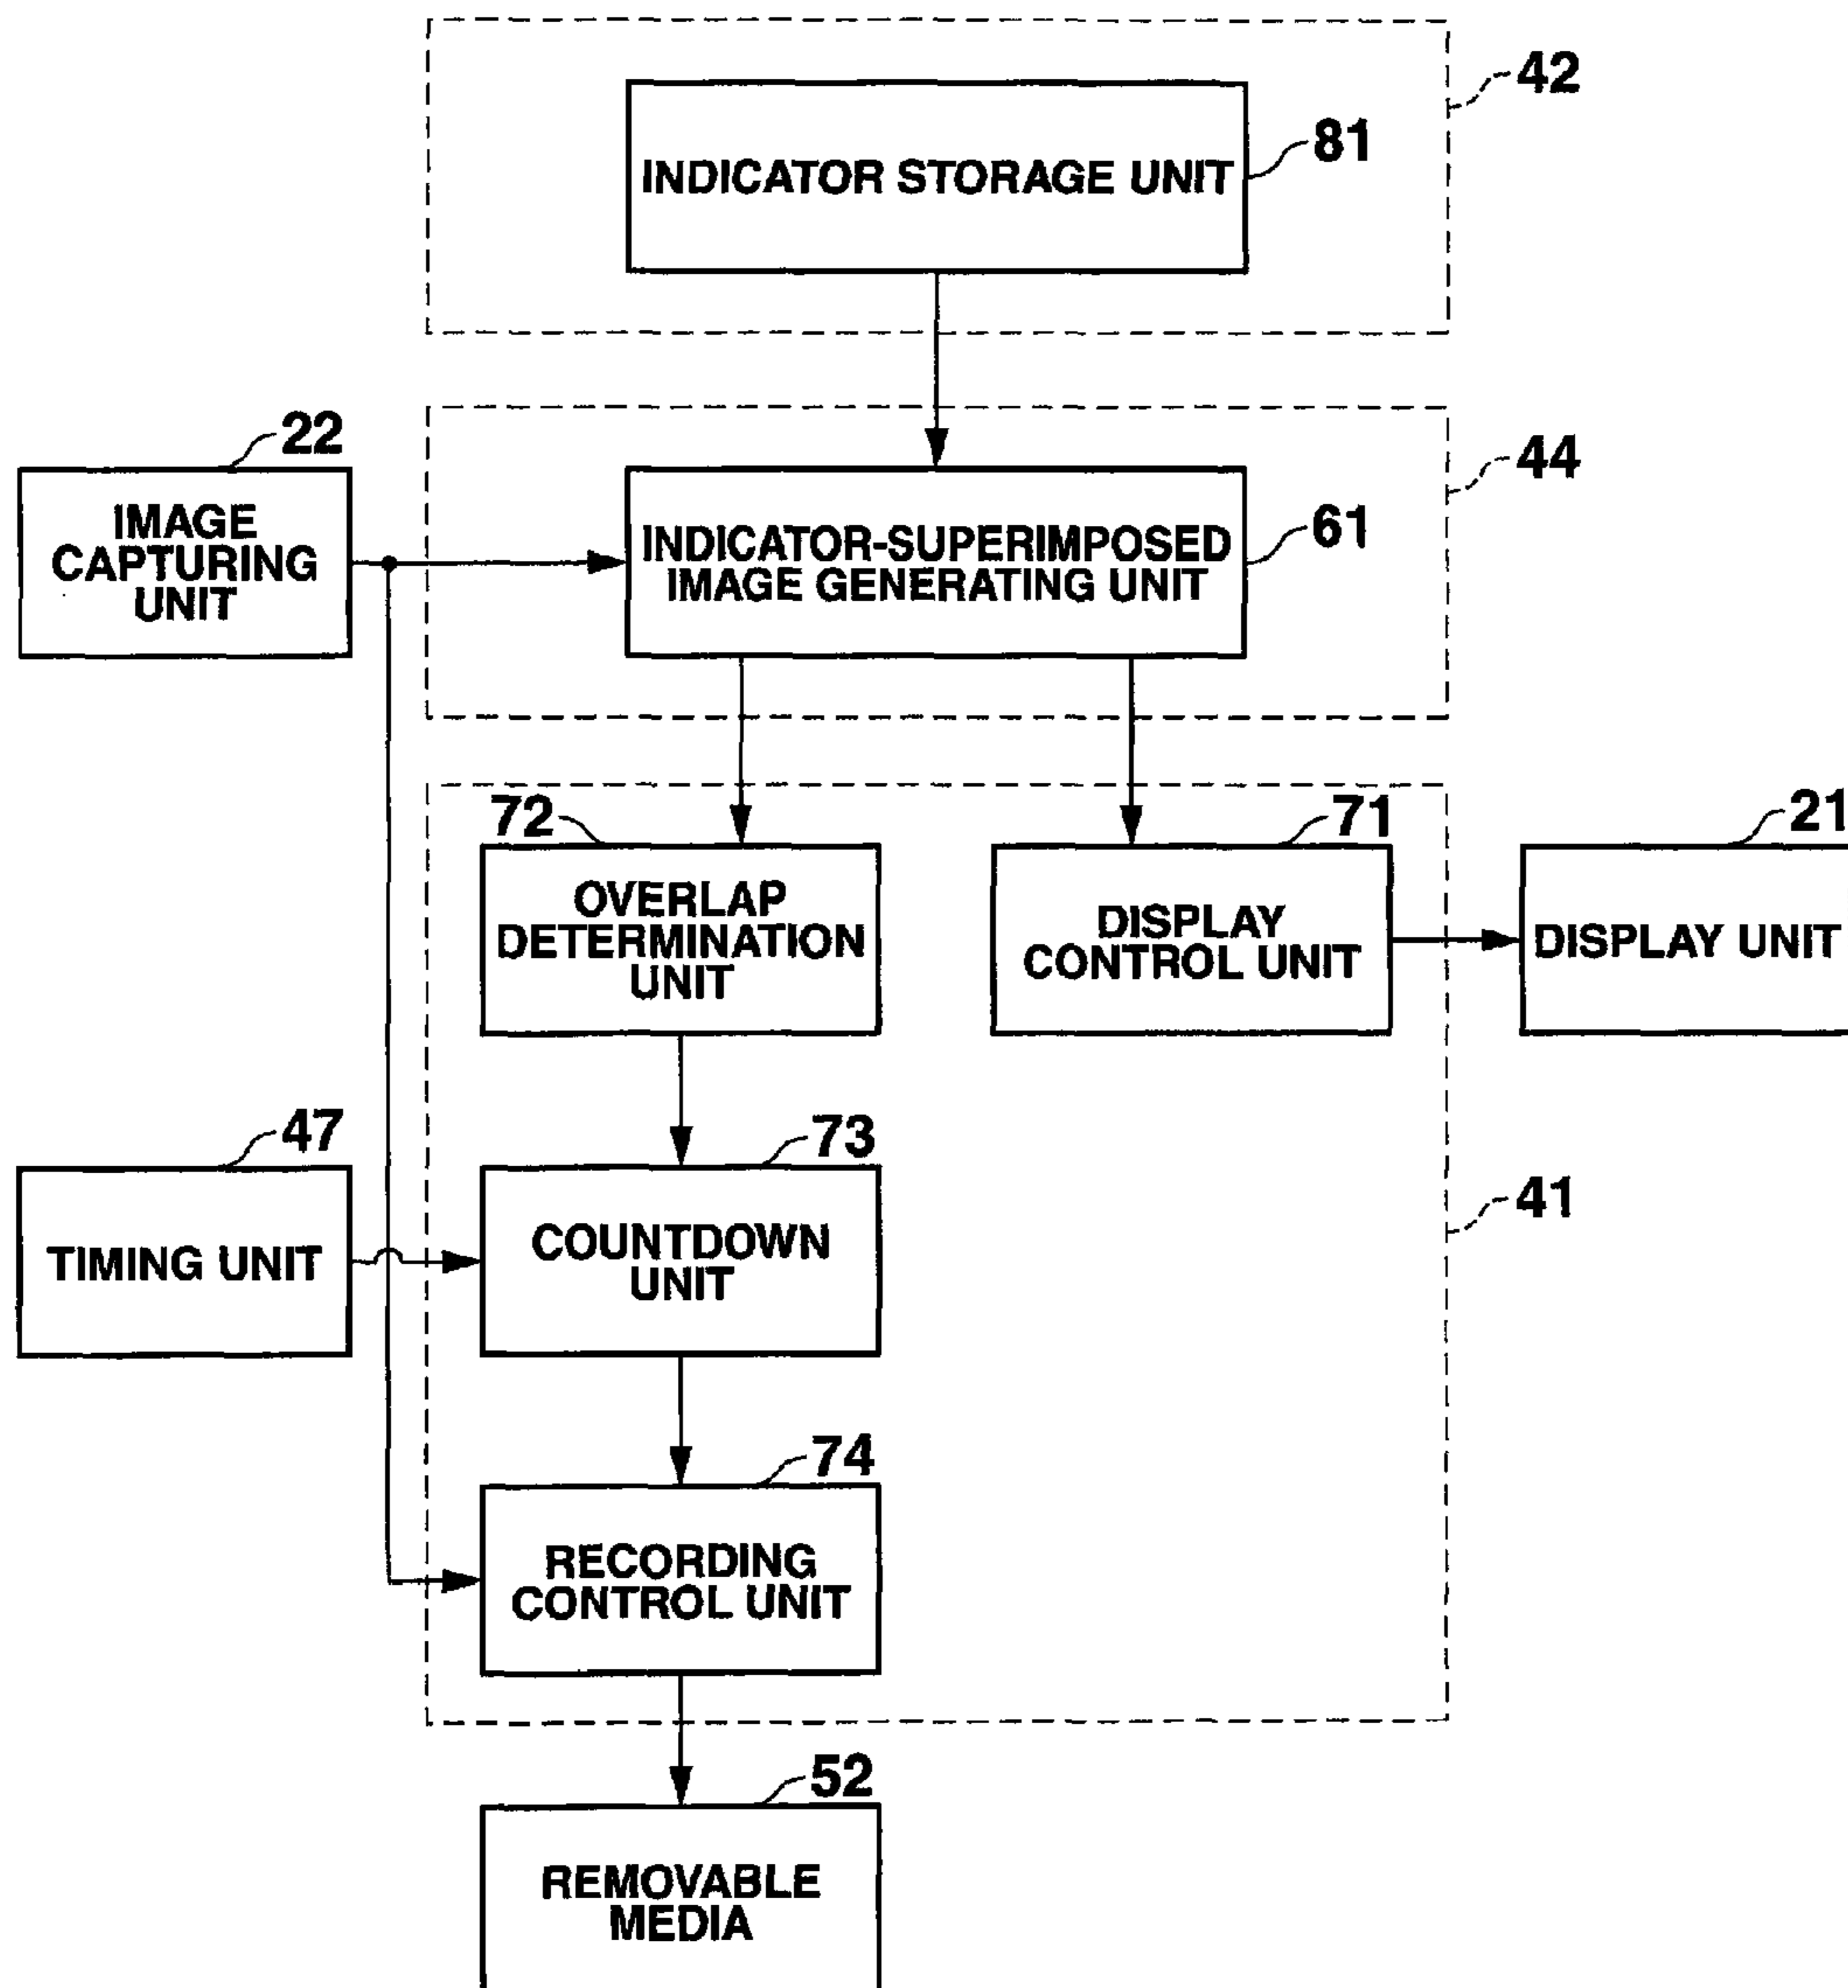 42
81
INDICATOR STORAGE UNIT
22
44
IMAGE
CAPTURING
UNIT
61
INDICATOR-SUPERIMPOSED
IMAGE GENERATING UNIT
72
71
21
OVERLAP
DETERMINATION
UNIT
DISPLAY
CONTROL UNIT
DISPLAY UNIT
47
73
41
TIMING UNIT
COUNTDOWN
UNIT
74
RECORDING
CONTROL UNIT
52
REMOVABLE
MEDIA